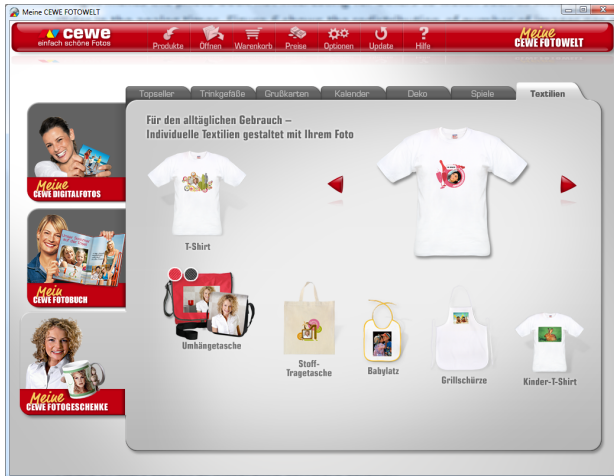 Meine CEWE FOTOWELT
cewe
einfach schöne Fotos
Produkte Öffnen Warenkorb Preise Optionen Update Hilfe
Meine
CEWE FOTOWELT
Topseller Trinkgefäße Grußkarten Kalender Deko Spiele Textilien
Für den alltäglichen Gebrauch –
Individuelle Textilien gestaltet mit Ihrem Foto
Meine
CEWE DIGITALFOTOS
T-Shirt
Mein
CEWE FOTOBUCH
Umhängetasche
Stoff-
Tragetasche
Babylatz
Grillschürze
Kinder-T-Shirt
Meine
CEWE FOTOGESCHENKE